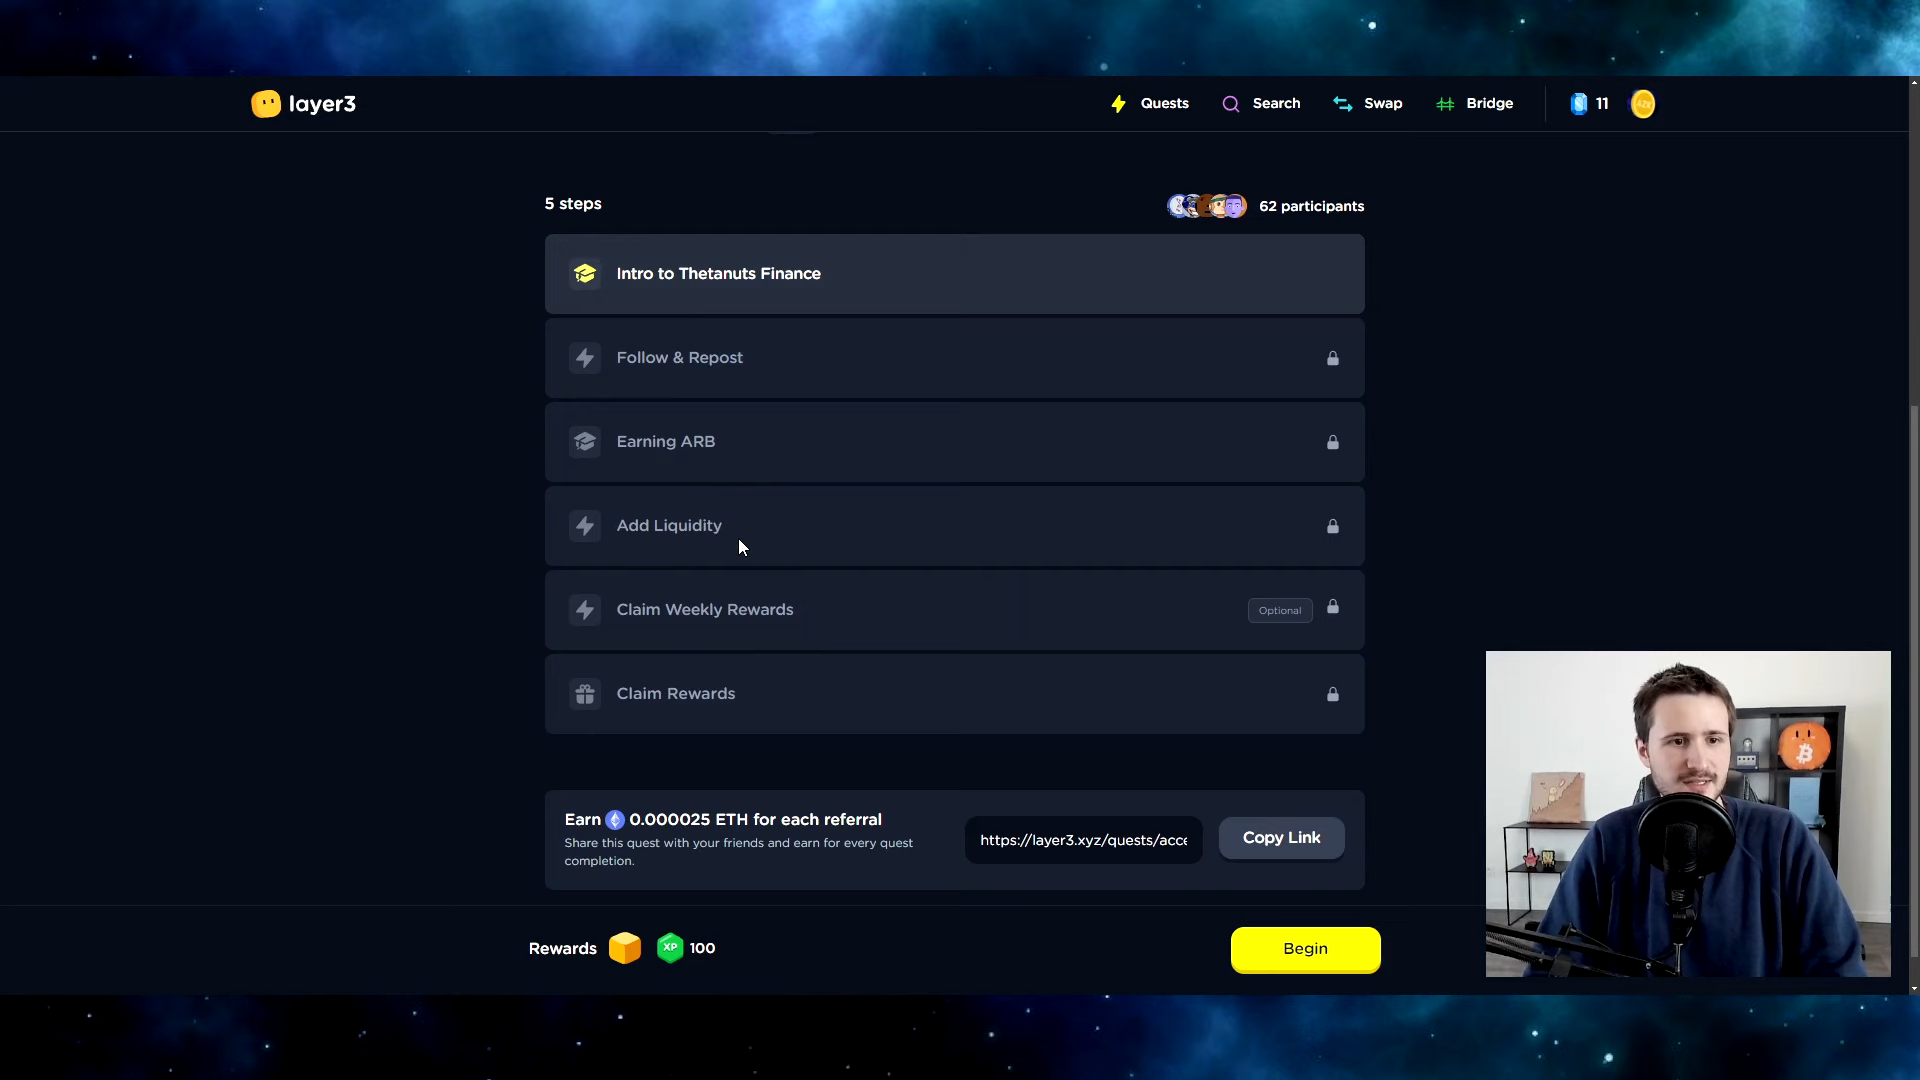 layer3
Quests
Search
Swap
Bridge
11
5 steps
62 participants
Intro to Thetanuts Finance
Follow & Repost
Earning ARB
Add Liquidity
Claim Weekly Rewards
Optional
Claim Rewards
Earn 0.000025 ETH for each referral
Share this quest with your friends and earn for every quest
completion.
https://layer3.xyz/quests/acce
Copy Link
Rewards
XP 100
Begin